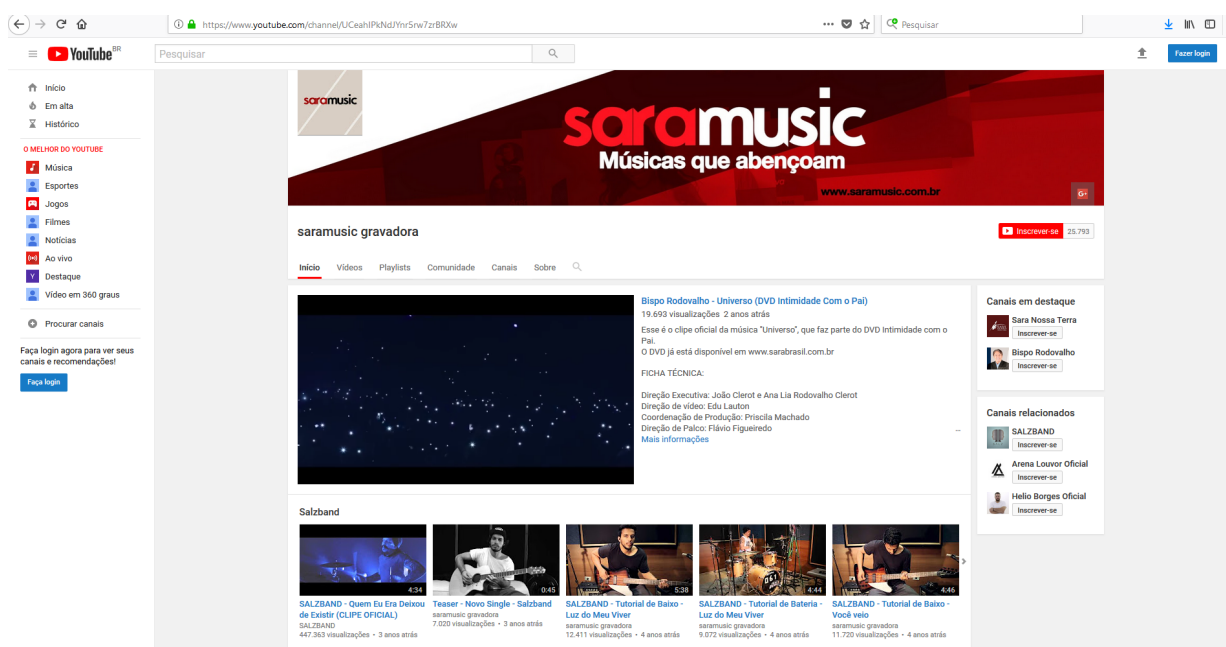 https://www.youtube.com/channel/UCeahIPkNdJYnr5rw7zrBRXw
Pesquisar
YouTube BR
Pesquisar
Fazer login
Início
Em alta
Histórico
O MELHOR DO YOUTUBE
Música
Esportes
Jogos
Filmes
Notícias
Ao vivo
Destaque
Vídeo em 360 graus
Procurar canais
Faça login agora para ver seus
canais e recomendações!
Faça login
saramusic
saramusic
Músicas que abençoam
www.saramusic.com.br
G+
saramusic gravadora
Inscrever-se 25.793
Início Vídeos Playlists Comunidade Canais Sobre
Bispo Rodovalho - Universo (DVD Intimidade Com o Pai)
19.693 visualizações 2 anos atrás
Esse é o clipe oficial da música "Universo", que faz parte do DVD Intimidade com o
Pai.
O DVD já está disponível em www.sarabrasil.com.br
FICHA TÉCNICA:
Direção Executiva: João Clerot e Ana Lia Rodovalho Clerot
Direção de vídeo: Edu Lauton
Coordenação de Produção: Priscila Machado
Direção de Palco: Flávio Figueiredo
...
Mais informações
Canais em destaque
Sara Nossa Terra
Inscrever-se
Bispo Rodovalho
Inscrever-se
Canais relacionados
SALZBAND
Inscrever-se
Arena Louvor Oficial
Inscrever-se
Helio Borges Oficial
Inscrever-se
Salzband
4:34
SALZBAND - Quem Eu Era Deixou
de Existir (CLIPE OFICIAL)
SALZBAND
447.363 visualizações • 3 anos atrás
0:45
Teaser - Novo Single - Salzband
saramusic gravadora
7.020 visualizações • 3 anos atrás
5:38
SALZBAND - Tutorial de Baixo -
Luz do Meu Viver
saramusic gravadora
12.411 visualizações • 4 anos atrás
4:44
SALZBAND - Tutorial de Bateria -
Luz do Meu Viver
saramusic gravadora
9.072 visualizações • 4 anos atrás
4:46
SALZBAND - Tutorial de Baixo -
Você veio
saramusic gravadora
11.720 visualizações • 4 anos atrás